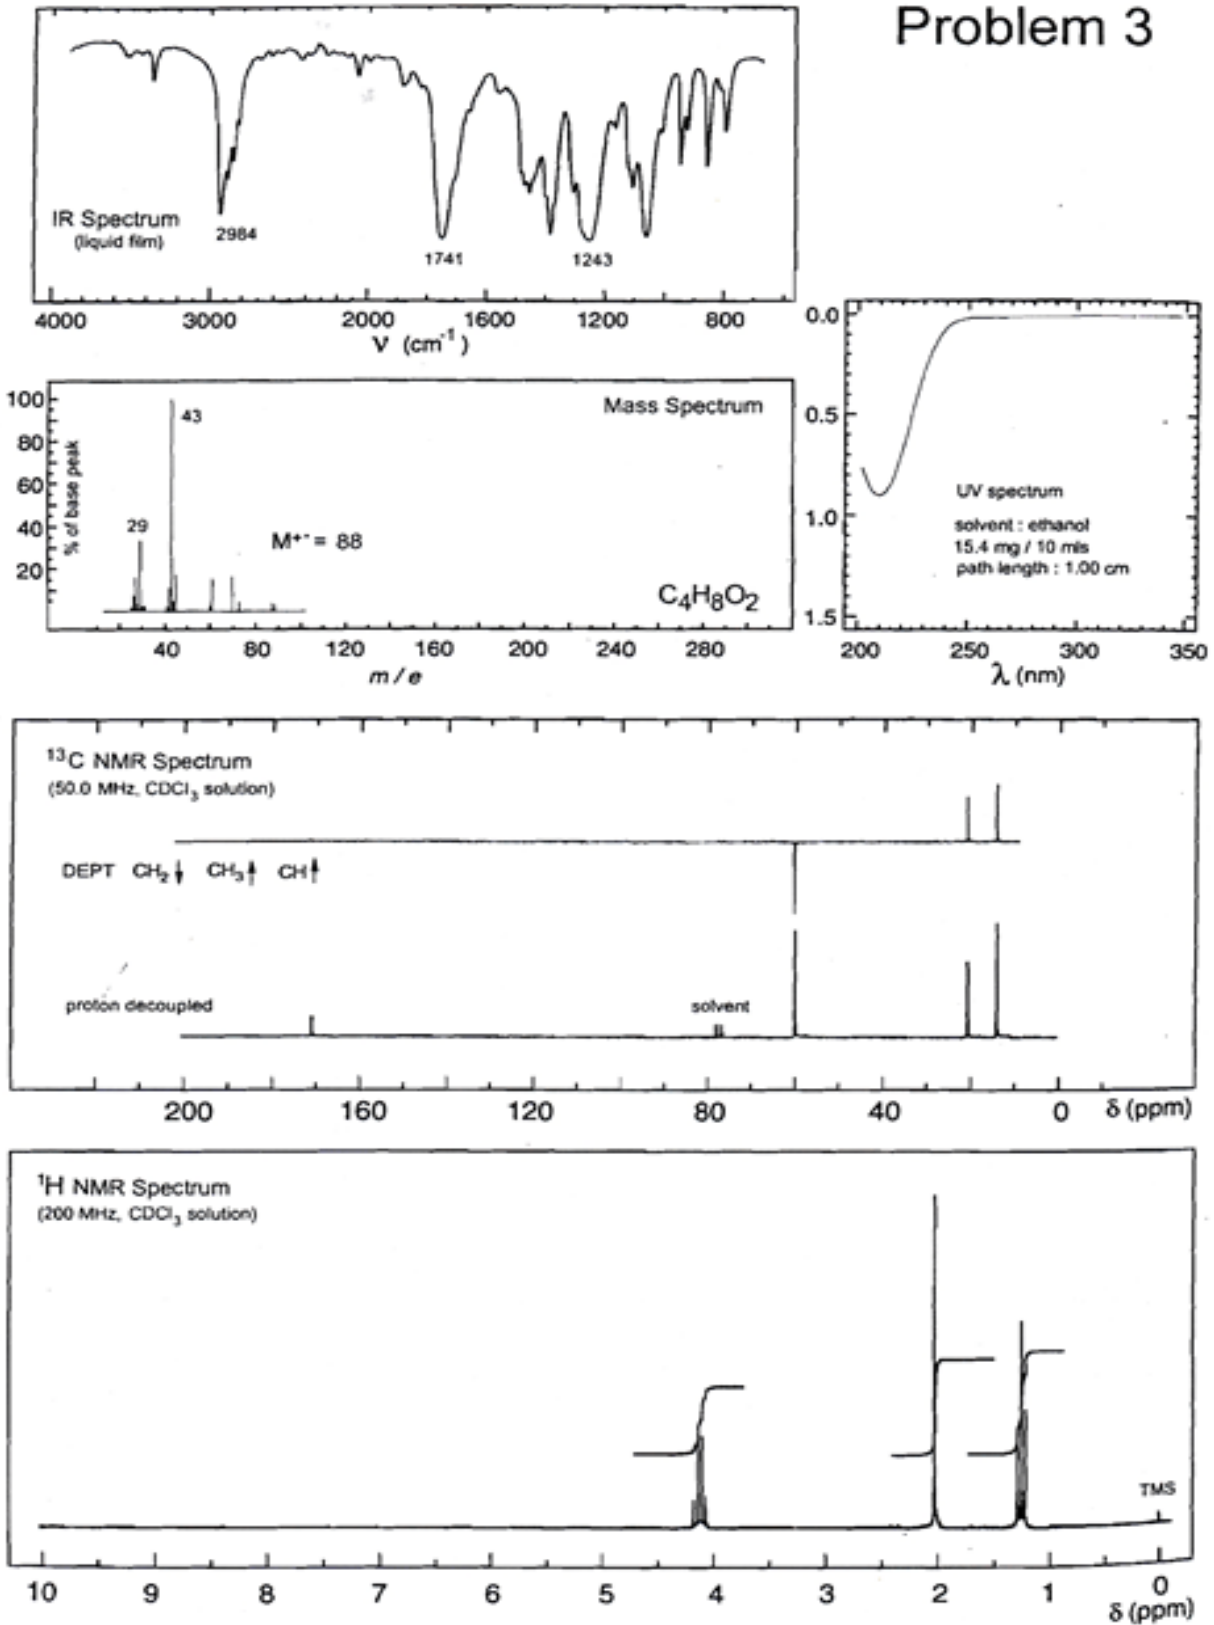 Problem 3
IR Spectrum
(liquid film)
2984
1741
1243
4000 3000 2000 1600 1200 800
ν (cm⁻¹)
0.0
0.5
1.0
1.5
UV spectrum
solvent : ethanol
15.4 mg / 10 mls
path length : 1.00 cm
200 250 300 350
λ (nm)
100
80
60
40
20
% of base peak
43
29
Mass Spectrum
M⁺· = 88
C₄H₈O₂
40 80 120 160 200 240 280
m / e
¹³C NMR Spectrum
(50.0 MHz, CDCl₃ solution)
DEPT CH₂↓ CH₃↑ CH↑
proton decoupled
solvent
200 160 120 80 40 0 δ (ppm)
¹H NMR Spectrum
(200 MHz, CDCl₃ solution)
TMS
10 9 8 7 6 5 4 3 2 1 0
δ (ppm)